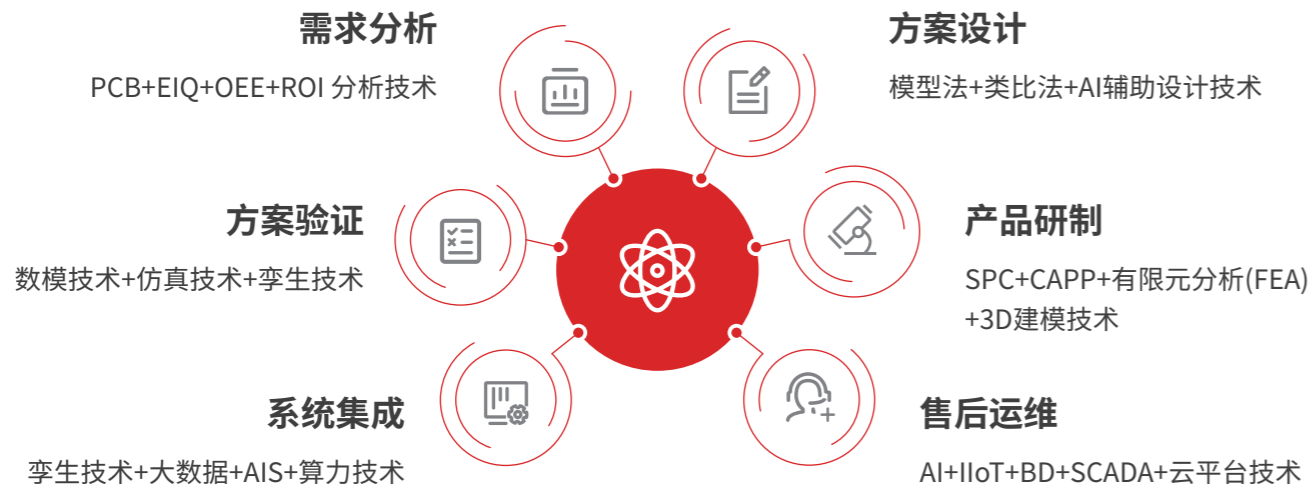 需求分析
PCB+EIQ+OEE+ROI 分析技术
方案设计
模型法+类比法+AI辅助设计技术
方案验证
数模技术+仿真技术+孪生技术
产品研制
SPC+CAPP+有限元分析(FEA)
+3D建模技术
系统集成
孪生技术+大数据+AIS+算力技术
售后运维
AI+IIoT+BD+SCADA+云平台技术